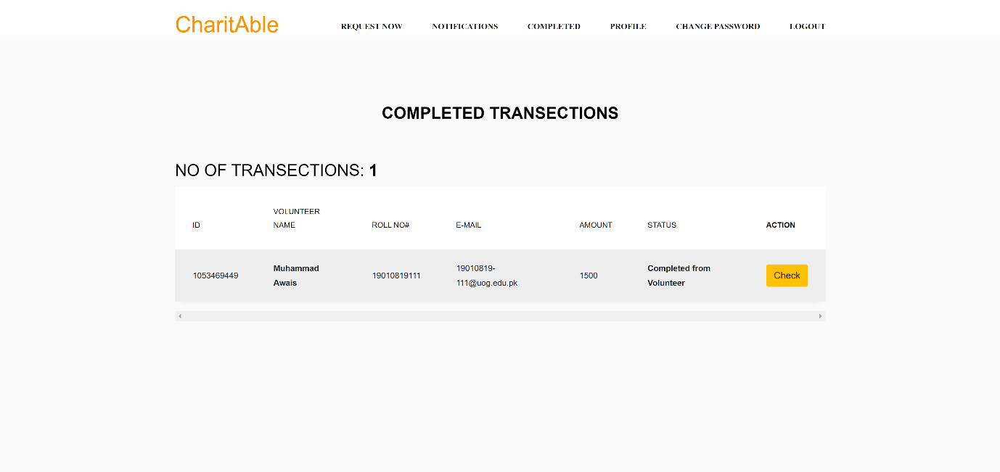 CharitAble
REQUEST NOW NOTIFICATIONS COMPLETED PROFILE CHANGE PASSWORD LOGOUT
COMPLETED TRANSECTIONS
NO OF TRANSECTIONS: 1
VOLUNTEER
ID NAME ROLL NO# E-MAIL AMOUNT STATUS ACTION
Muhammad 19010819- Completed from
1053469449 19010819111 1500 Check
Awais 111@uog.edu.pk Volunteer